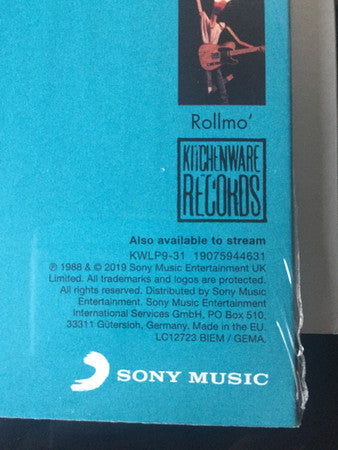 Rollmo'
KITCHENWARE
RECORDS
Also available to stream
KWLP9-31 19075944631
℗ 1988 & © 2019 Sony Music Entertainment UK
Limited. All trademarks and logos are protected.
All rights reserved. Distributed by Sony Music
Entertainment. Sony Music Entertainment
International Services GmbH, PO Box 510,
33311 Gütersloh, Germany. Made in the EU.
LC12723 BIEM / GEMA.
SONY MUSIC